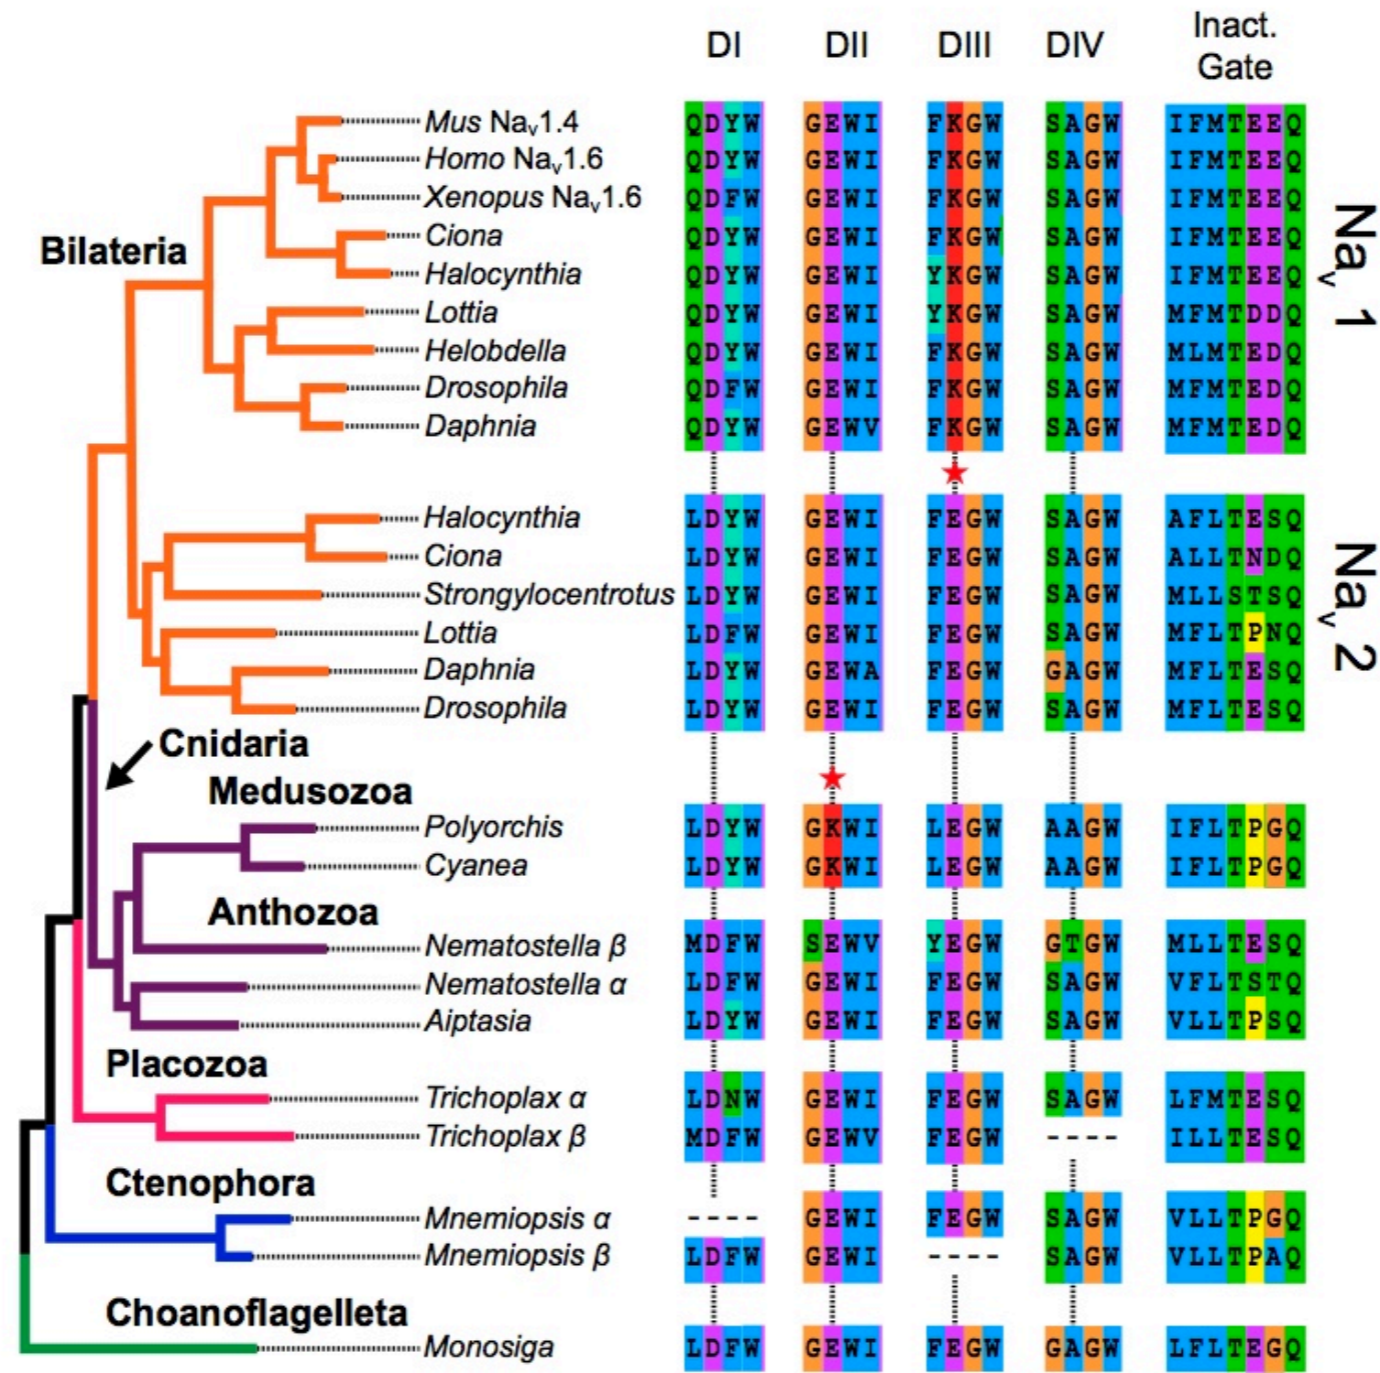 DI DII DIII DIV Inact.
Gate
Mus Nav1.4 QDYW GEWI FKGW SAGW IFMTEEQ
Homo Nav1.6 QDYW GEWI FKGW SAGW IFMTEEQ
Xenopus Nav1.6 QDFW GEWI FKGW SAGW IFMTEEQ
Ciona QDYW GEWI FKGW SAGW IFMTEEQ
Bilateria
Halocynthia QDYW GEWI YKGW SAGW IFMTEEQ
Lottia QDYW GEWI YKGW SAGW MFMTDDQ
Helobdella QDYW GEWI FKGW SAGW MLMTEDQ
Drosophila QDFW GEWI FKGW SAGW MFMTEDQ
Daphnia QDYW GEWV FKGW SAGW MFMTEDQ
Nav 1
Halocynthia LDYW GEWI FEGW SAGW AFLTESQ
Ciona LDYW GEWI FEGW SAGW ALLTNDQ
Strongylocentrotus LDYW GEWI FEGW SAGW MLLSTSQ
Lottia LDFW GEWI FEGW SAGW MFLTPNQ
Daphnia LDYW GEWA FEGW GAGW MFLTESQ
Drosophila LDYW GEWI FEGW SAGW MFLTESQ
Nav 2
Cnidaria
Medusozoa
Polyorchis LDYW GKWI LEGW AAGW IFLTPGQ
Cyanea LDYW GKWI LEGW AAGW IFLTPGQ
Anthozoa
Nematostella β MDFW SEWV YEGW GTGW MLLTESQ
Nematostella α LDFW GEWI FEGW SAGW VFLTSTQ
Aiptasia LDYW GEWI FEGW SAGW VLLTPSQ
Placozoa
Trichoplax α LDNW GEWI FEGW SAGW LFMTESQ
Trichoplax β MDFW GEWV FEGW ---- ILLTESQ
Ctenophora
Mnemiopsis α ---- GEWI FEGW SAGW VLLTPGQ
Mnemiopsis β LDFW GEWI ---- SAGW VLLTPAQ
Choanoflagelleta
Monosiga LDFW GEWI FEGW GAGW LFLTEGQ